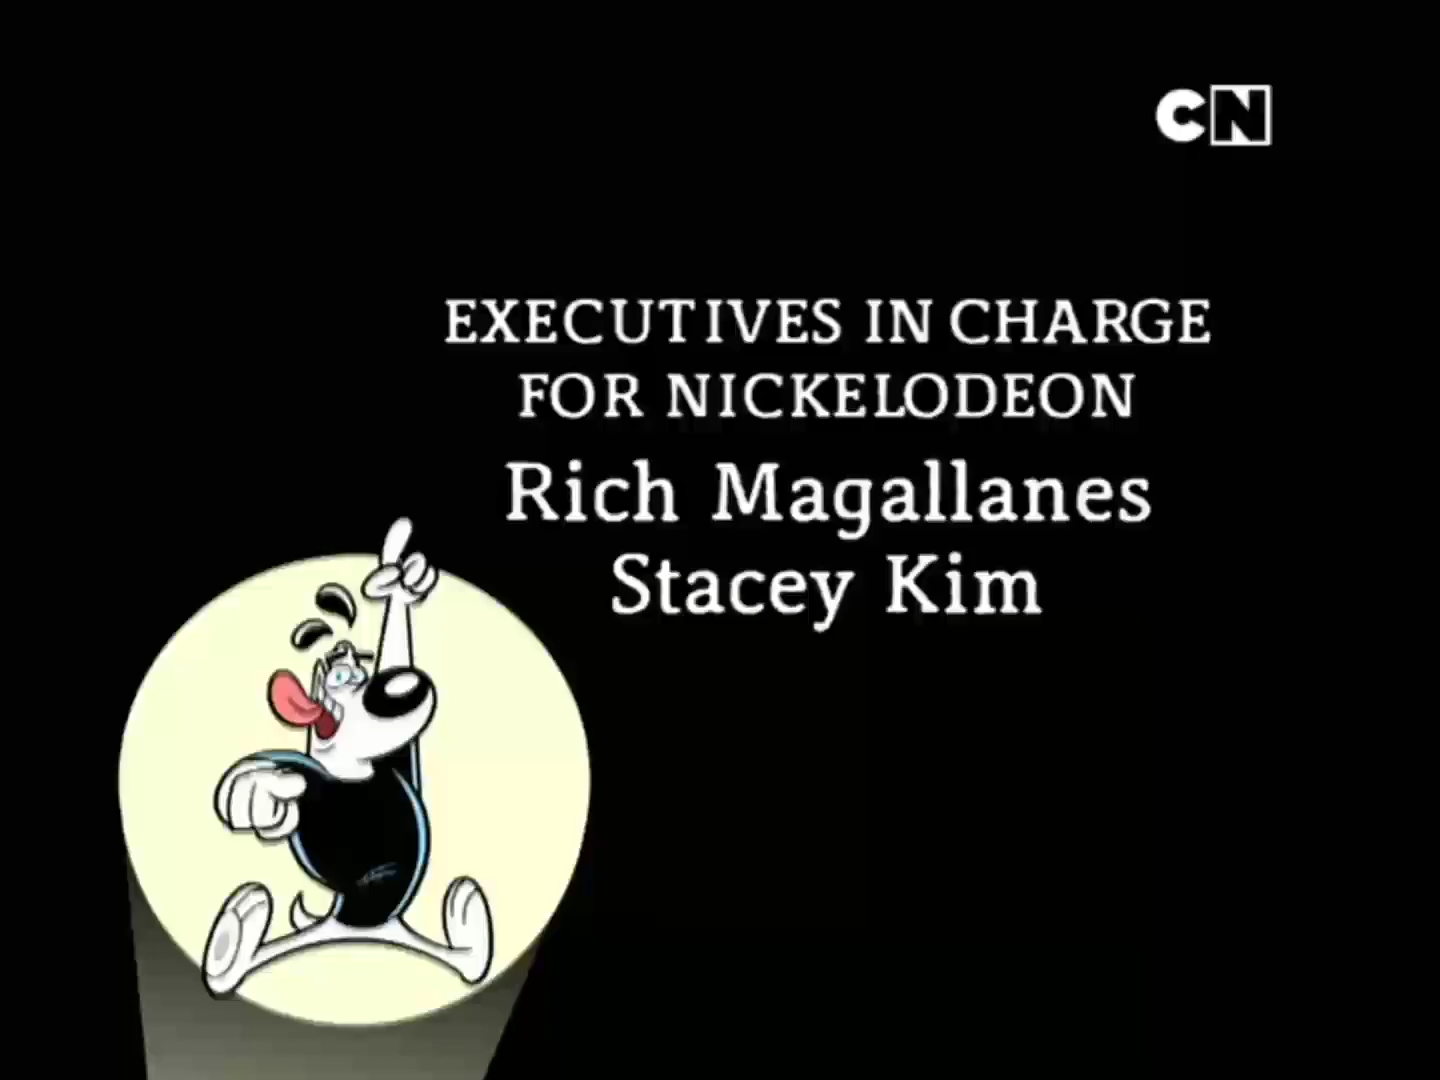 CN
EXECUTIVES IN CHARGE
FOR NICKELODEON
Rich Magallanes
Stacey Kim